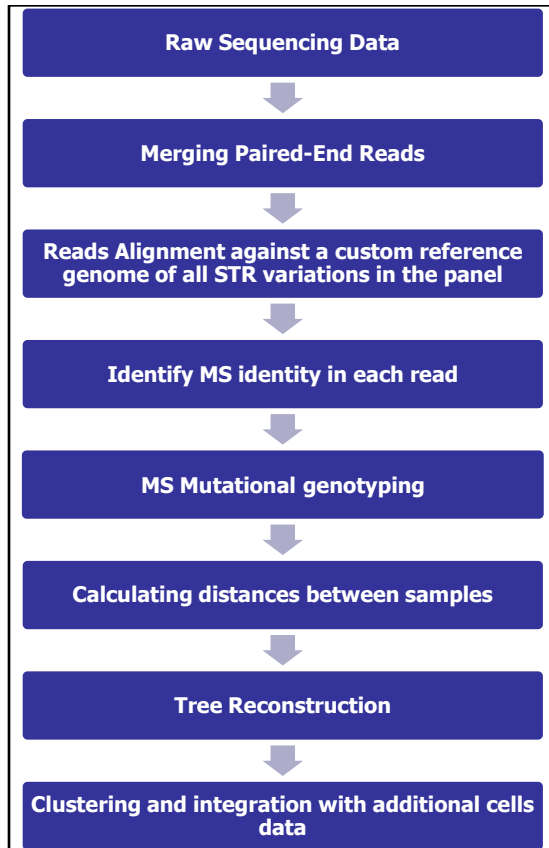 Raw Sequencing Data
Merging Paired-End Reads
Reads Alignment against a custom reference
genome of all STR variations in the panel
Identify MS identity in each read
MS Mutational genotyping
Calculating distances between samples
Tree Reconstruction
Clustering and integration with additional cells
data